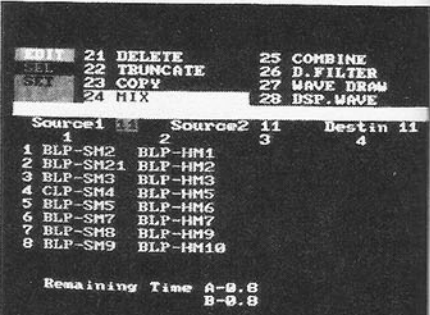 EDIT 21 DELETE 25 COMBINE
SEL 22 TRUNCATE 26 D.FILTER
SET 23 COPY 27 WAVE DRAW
24 MIX 28 DSP.WAVE
Source1 11 Source2 11 Destin 11
1 2 3 4
1 BLP-SM2 BLP-HM1
2 BLP-SM21 BLP-HM2
3 BLP-SM3 BLP-HM3
4 CLP-SM4 BLP-HM5
5 BLP-SM5 BLP-HM6
6 BLP-SM7 BLP-HM7
7 BLP-SM8 BLP-HM9
8 BLP-SM9 BLP-HM10
Remaining Time A-0.8
B-0.8